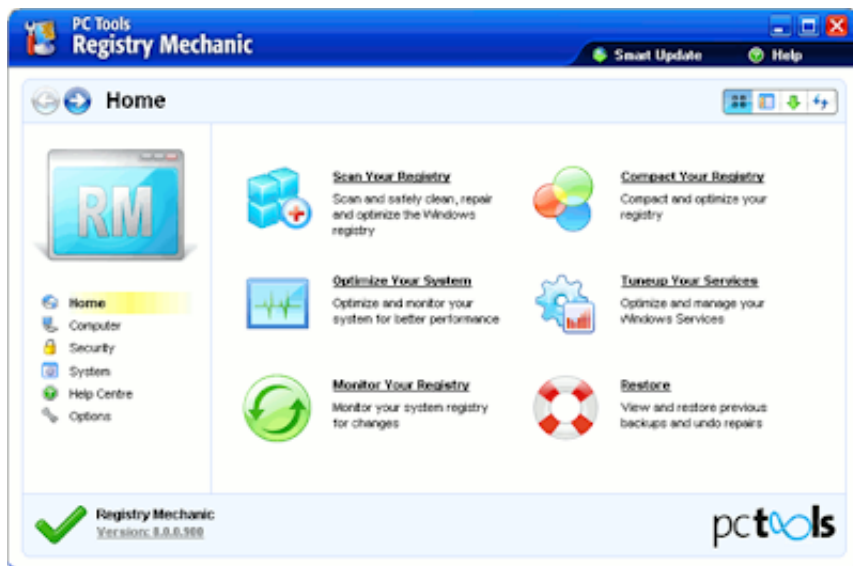 PC Tools
Registry Mechanic
Smart Update
Help
Home
RM
Home
Computer
Security
System
Help Centre
Options
Scan Your Registry
Scan and safely clean, repair
and optimize the Windows
registry
Compact Your Registry
Compact and optimize your
registry
Optimize Your System
Optimize and monitor your
system for better performance
Tuneup Your Services
Optimize and manage your
Windows Services
Monitor Your Registry
Monitor your system registry
for changes
Restore
View and restore previous
backups and undo repairs
Registry Mechanic
Version: 8.0.0.900
pctools